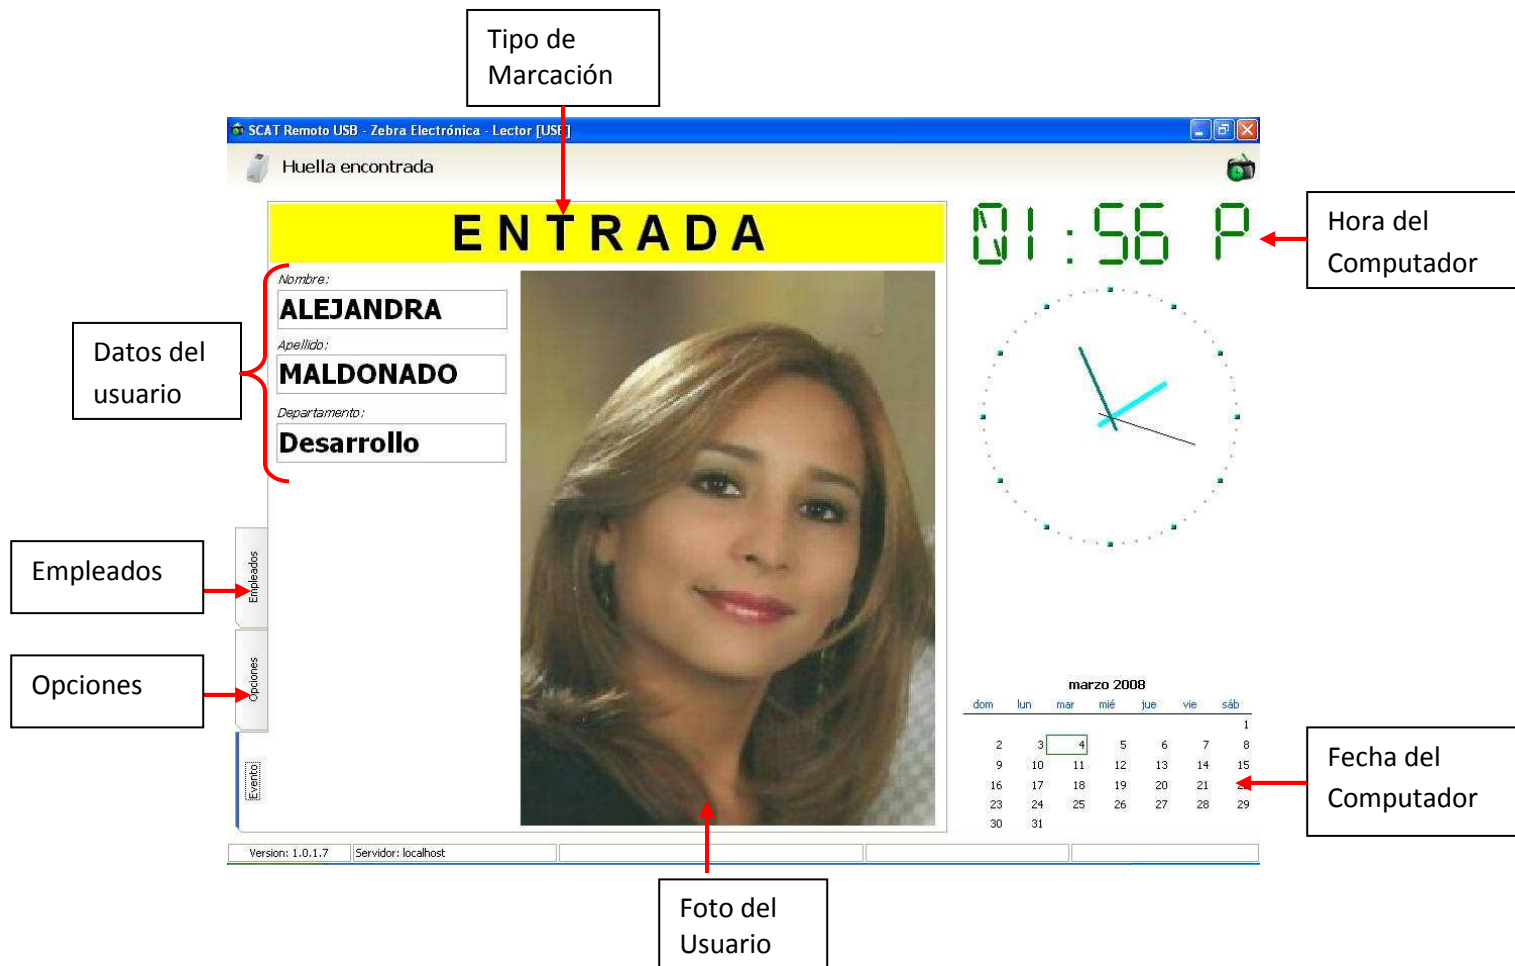 Tipo de
Marcación
SCAT Remoto USB - Zebra Electrónica - Lector [USB]
Huella encontrada
ENTRADA
01:56 P
Hora del
Computador
Nombre:
ALEJANDRA
Apellido:
MALDONADO
Departamento:
Desarrollo
Datos del
usuario
Empleados
Empleados
Opciones
Opciones
Evento
marzo 2008
dom lun mar mié jue vie sáb
1
2 3 4 5 6 7 8
9 10 11 12 13 14 15
16 17 18 19 20 21
23 24 25 26 27 28 29
30 31
Fecha del
Computador
Version: 1.0.1.7 Servidor: localhost
Foto del
Usuario